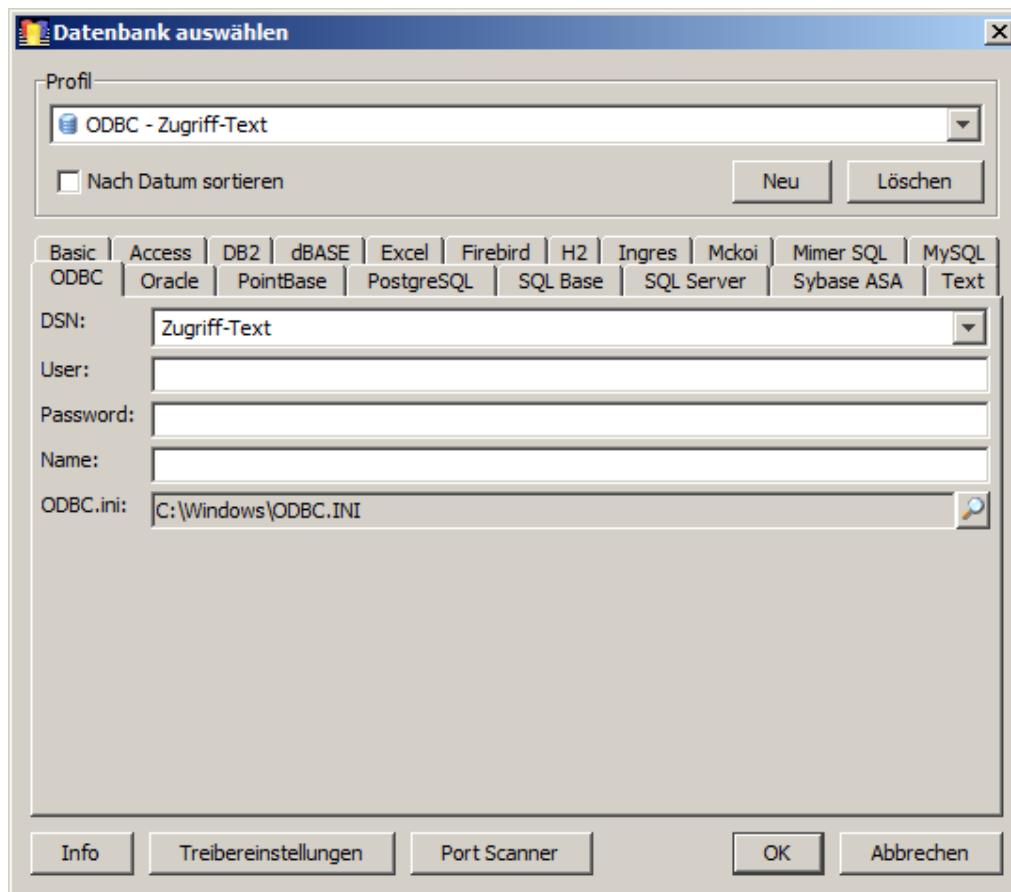 Datenbank auswählen
Profil
ODBC - Zugriff-Text
Nach Datum sortieren Neu Löschen
Basic Access DB2 dBASE Excel Firebird H2 Ingres Mckoi Mimer SQL MySQL
ODBC Oracle PointBase PostgreSQL SQL Base SQL Server Sybase ASA Text
DSN: Zugriff-Text
User:
Password:
Name:
ODBC.ini: C:\Windows\ODBC.INI
Info Treibereinstellungen Port Scanner OK Abbrechen